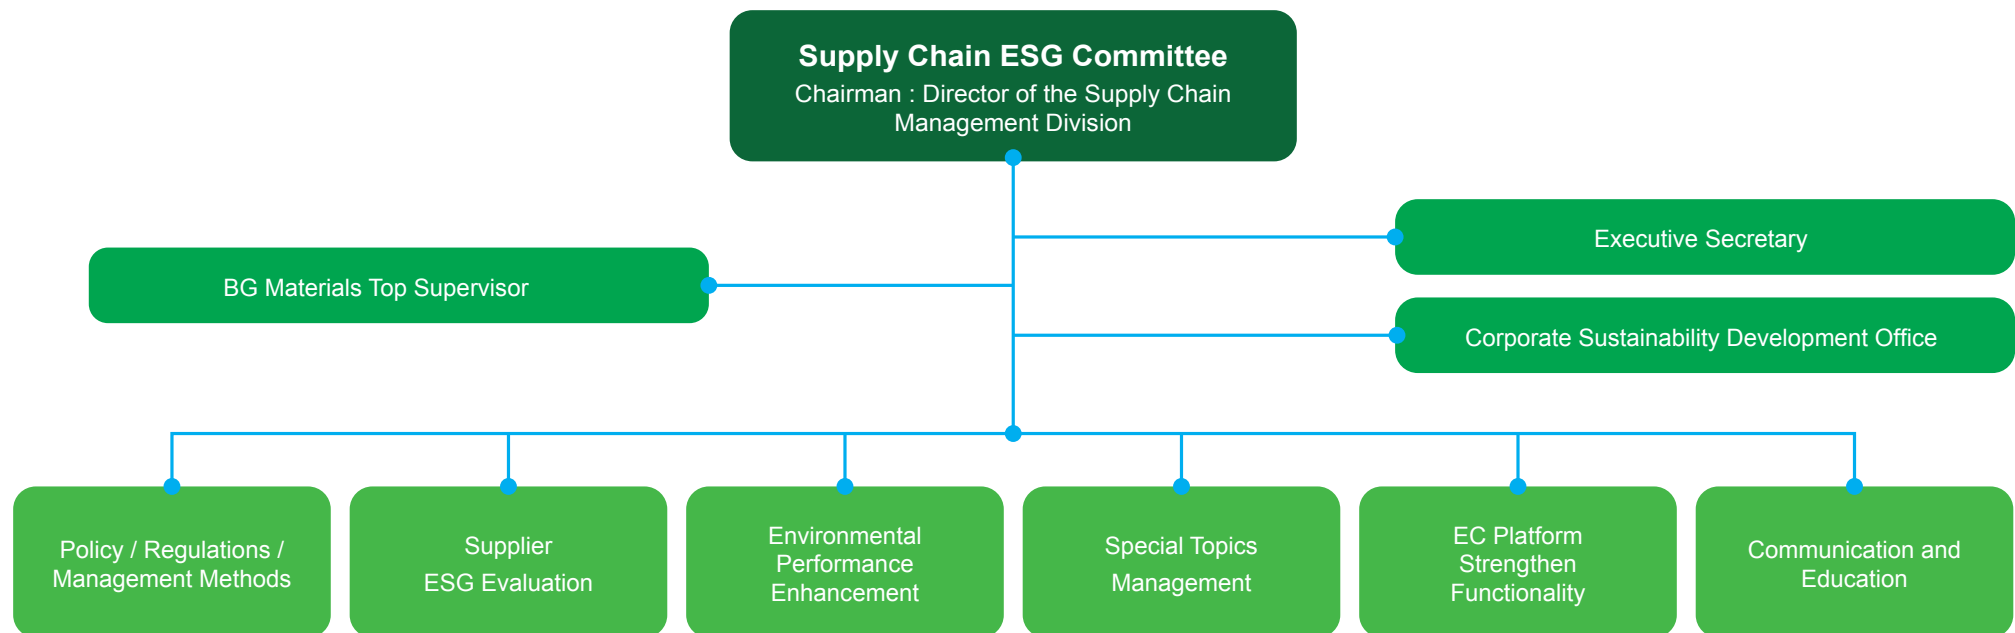 Supply Chain ESG Committee
Chairman : Director of the Supply Chain
Management Division
Executive Secretary
BG Materials Top Supervisor
Corporate Sustainability Development Office
Policy / Regulations /
Management Methods
Supplier
ESG Evaluation
Environmental
Performance
Enhancement
Special Topics
Management
EC Platform
Strengthen
Functionality
Communication and
Education